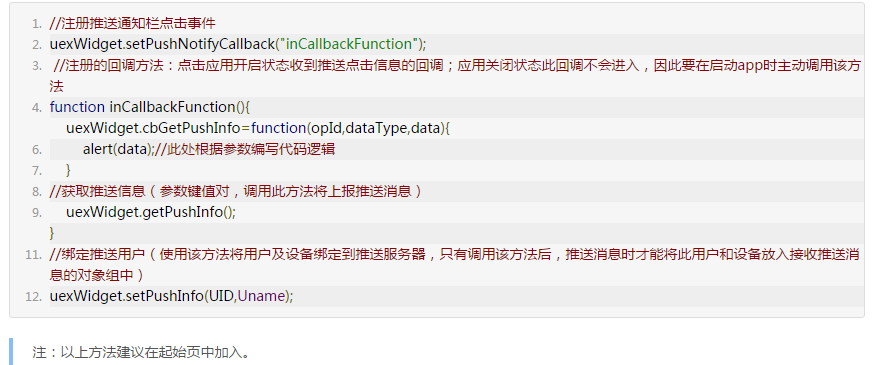 1. //注册推送通知栏点击事件
2. uexWidget.setPushNotifyCallback("inCallbackFunction");
3. //注册的回调方法：点击应用开启状态收到推送点击信息的回调；应用关闭状态此回调不会进入，因此要在启动app时主动调用该方
法
4. function inCallbackFunction(){
uexWidget.cbGetPushInfo=function(opId,dataType,data){
6. alert(data);//此处根据参数编写代码逻辑
7. }
8. //获取推送信息（参数键值对，调用此方法将上报推送消息）
9. uexWidget.getPushInfo();
}
11. //绑定推送用户（使用该方法将用户及设备绑定到推送服务器，只有调用该方法后，推送消息时才能将此用户和设备放入接收推送消
息的对象组中）
12. uexWidget.setPushInfo(UID,Uname);
注：以上方法建议在起始页中加入。